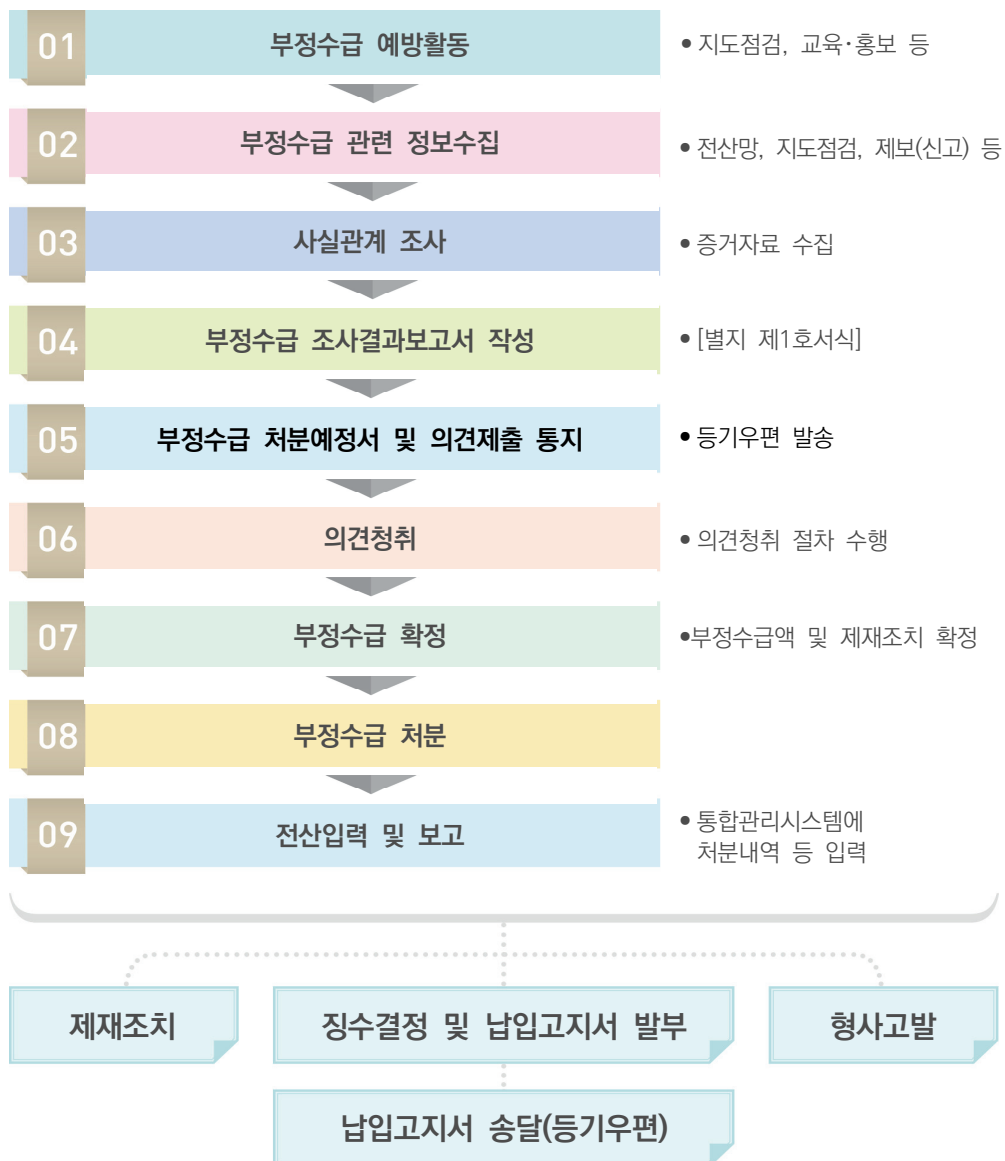 01 부정수급 예방활동 • 지도점검, 교육·홍보 등
02 부정수급 관련 정보수집 • 전산망, 지도점검, 제보(신고) 등
03 사실관계 조사 • 증거자료 수집
04 부정수급 조사결과보고서 작성 • [별지 제1호서식]
05 부정수급 처분예정서 및 의견제출 통지 • 등기우편 발송
06 의견청취 • 의견청취 절차 수행
07 부정수급 확정 •부정수급액 및 제재조치 확정
08 부정수급 처분
09 전산입력 및 보고 • 통합관리시스템에
처분내역 등 입력
제재조치 징수결정 및 납입고지서 발부 형사고발
납입고지서 송달(등기우편)